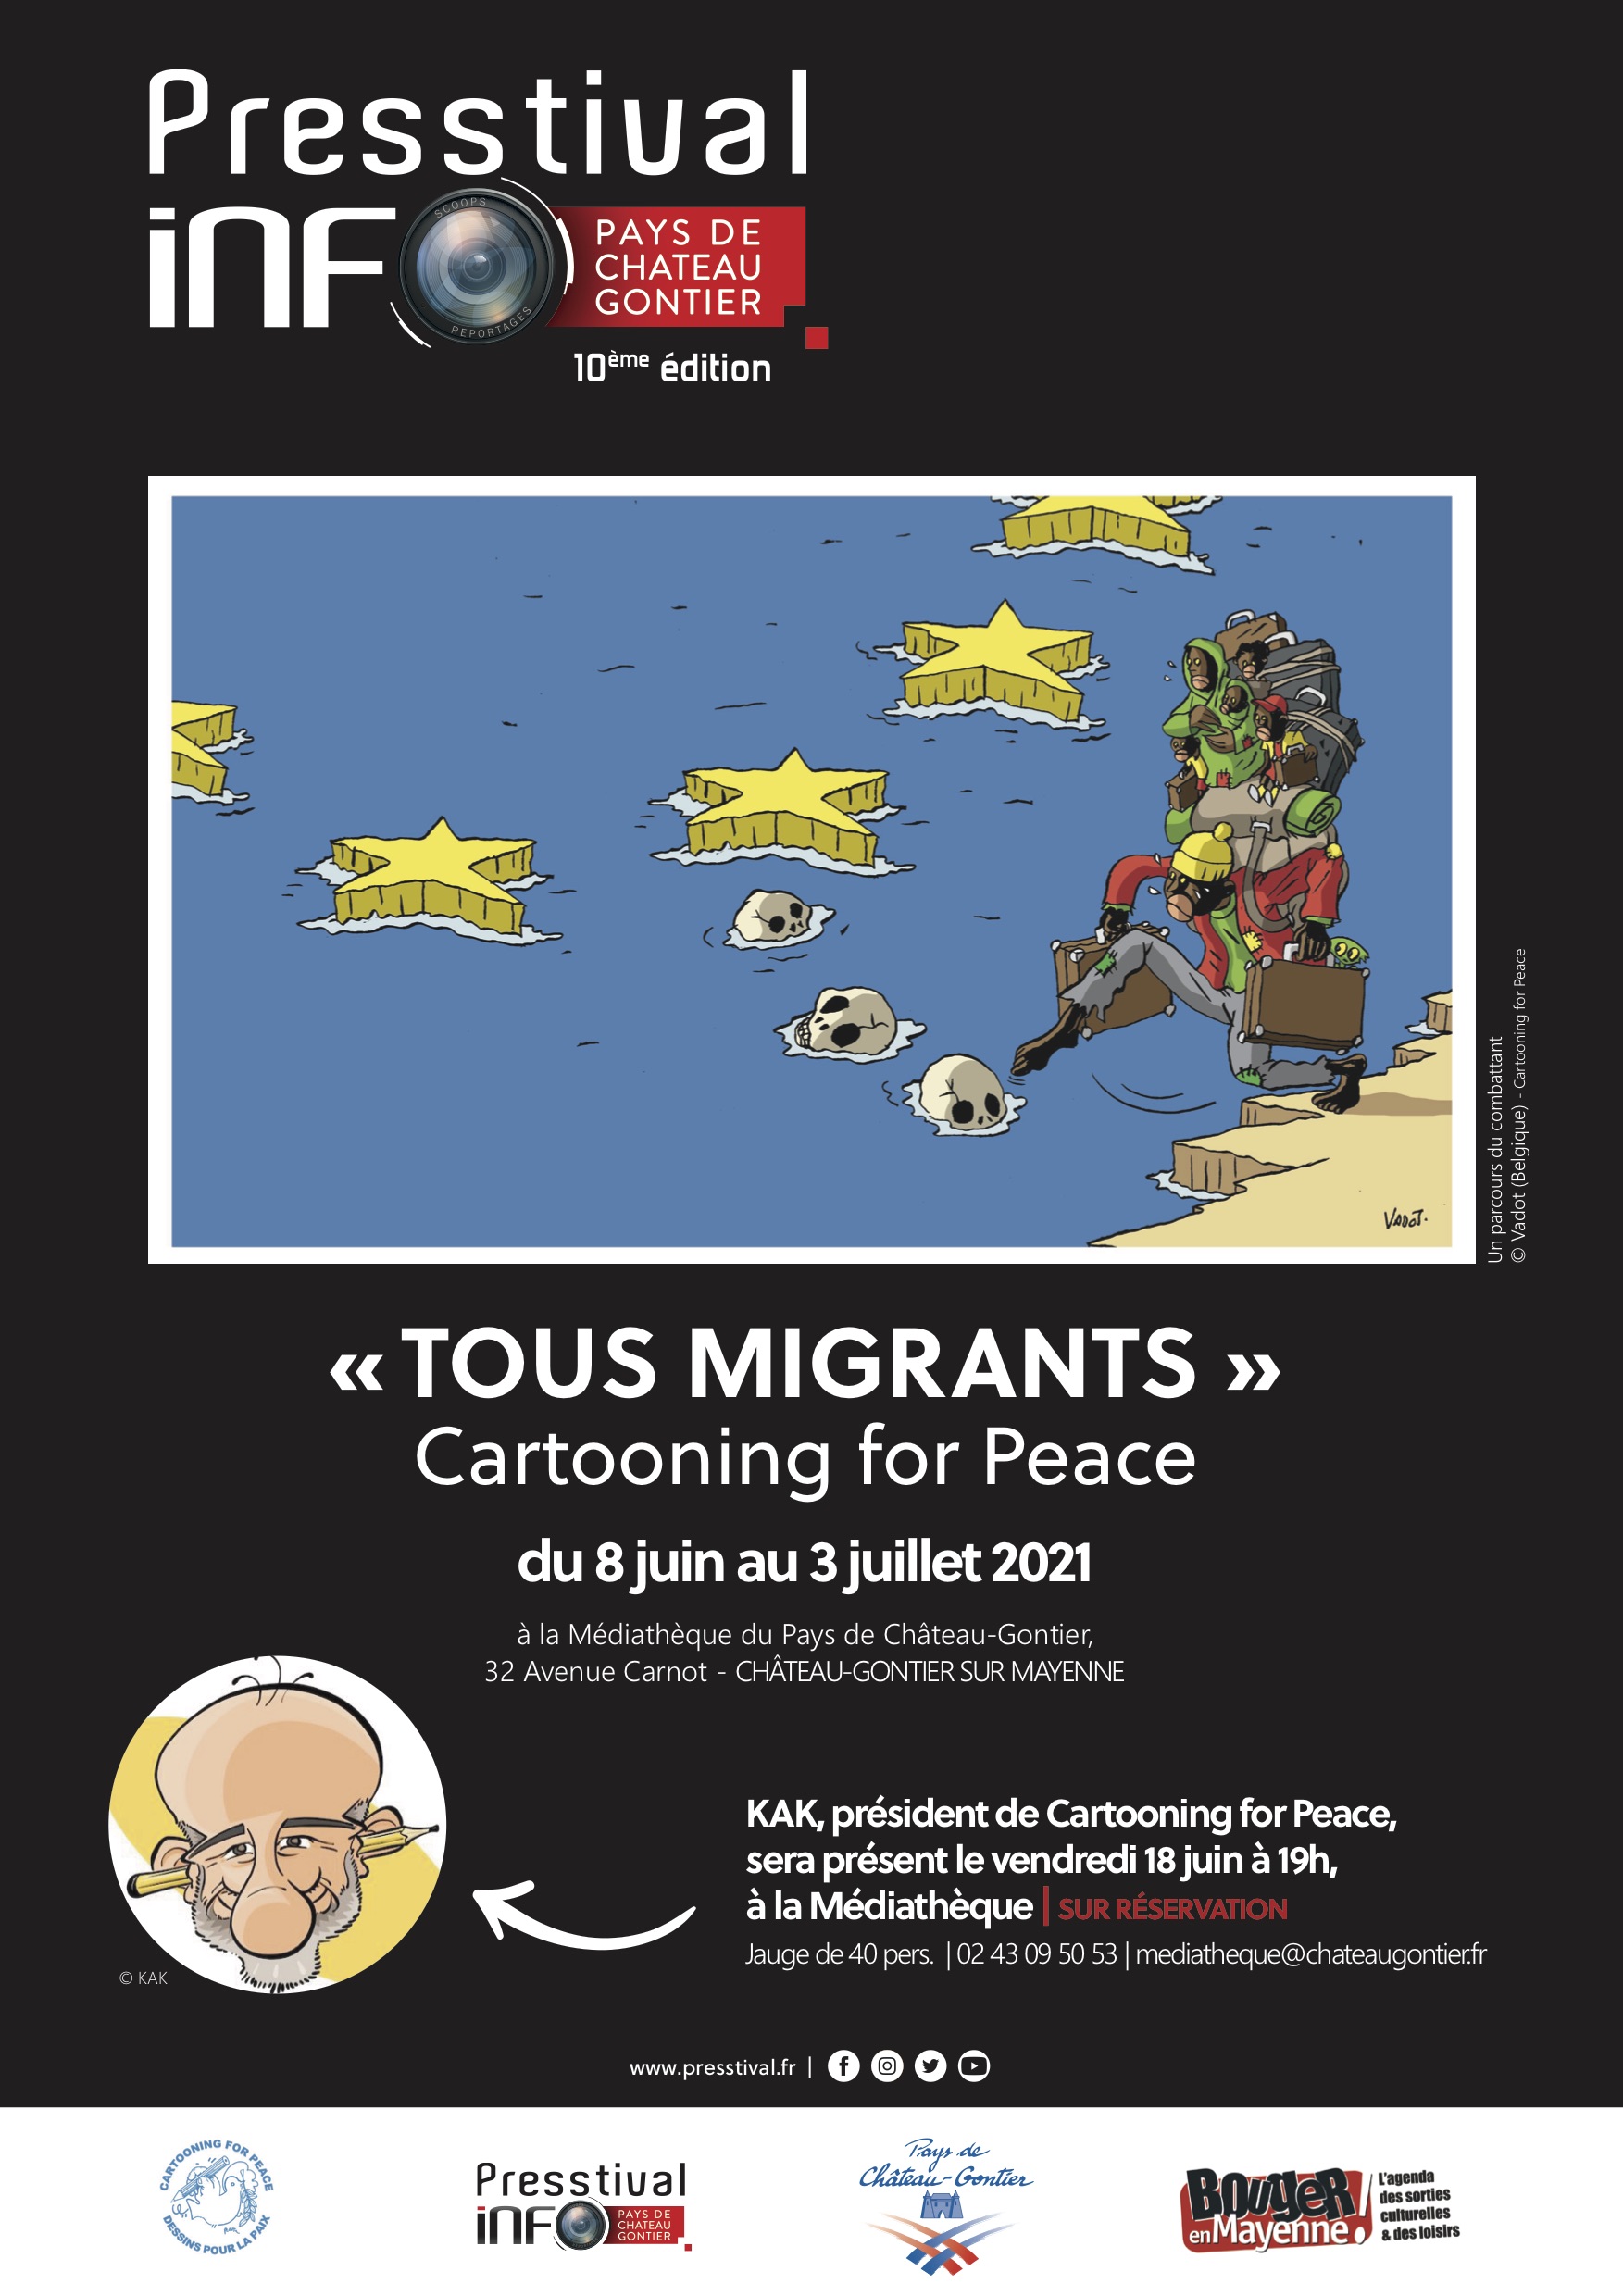 Presstival
iNFO
SCOOPS
REPORTAGES
PAYS DE
CHATEAU
GONTIER
10ème édition
VADOT.
Un parcours du combattant
© Vadot (Belgique) - Cartooning for Peace
« TOUS MIGRANTS »
Cartooning for Peace
du 8 juin au 3 juillet 2021
à la Médiathèque du Pays de Château-Gontier,
32 Avenue Carnot - CHÂTEAU-GONTIER SUR MAYENNE
KAK, président de Cartooning for Peace,
sera présent le vendredi 18 juin à 19h,
à la Médiathèque | SUR RÉSERVATION
Jauge de 40 pers. | 02 43 09 50 53 | mediatheque@chateaugontier.fr
© KAK
www.presstival.fr |
CARTOONING FOR PEACE
DESSINS POUR LA PAIX
Presstival
iNFO
PAYS DE
CHATEAU
GONTIER
Pays de
Château-Gontier
BOUGER
en Mayenne!
L'agenda
des sorties
culturelles
& des loisirs